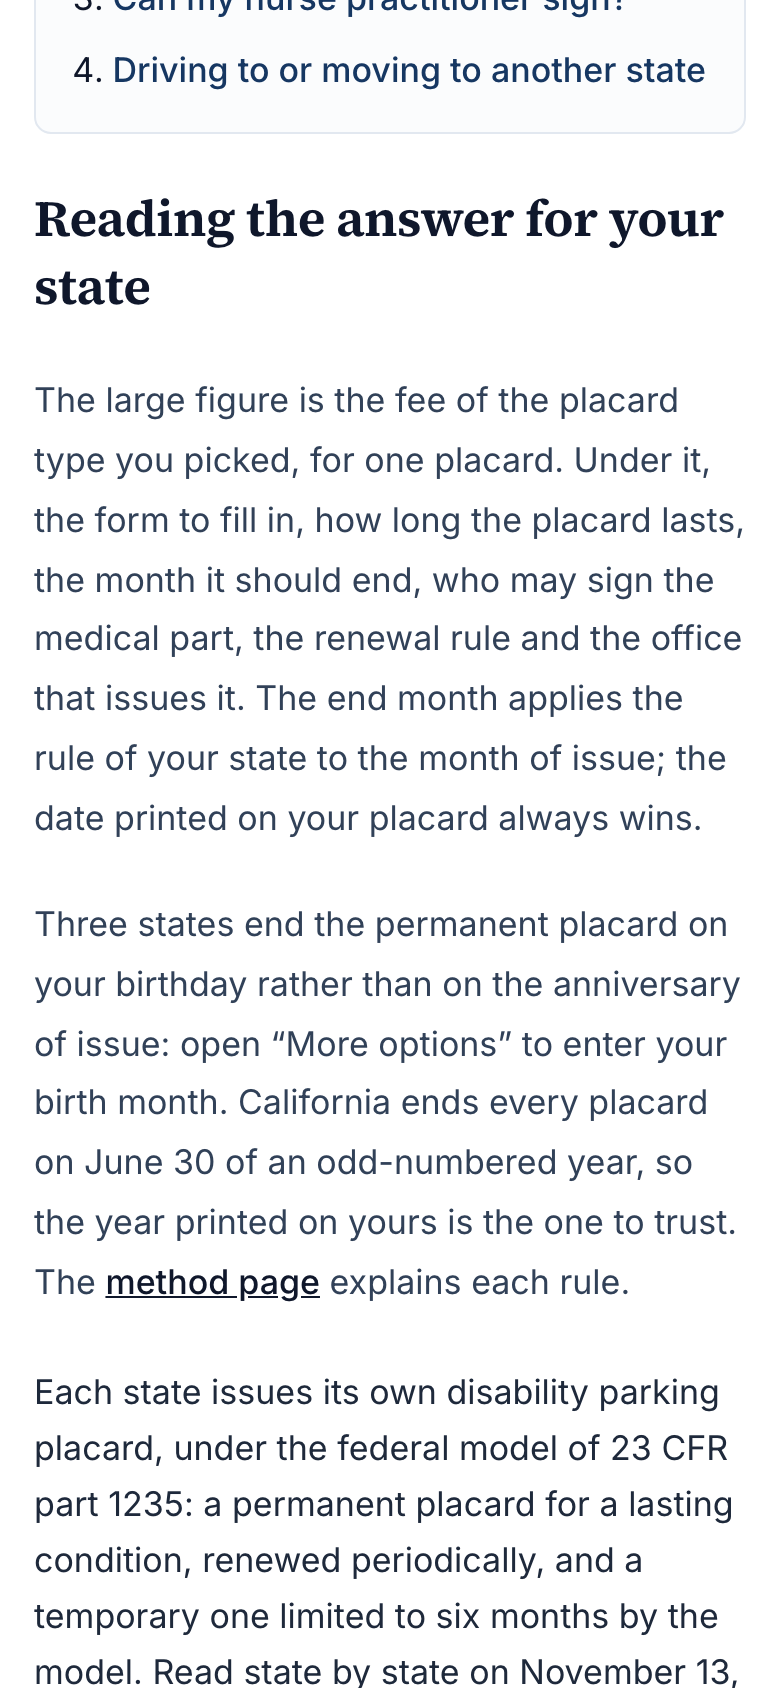 3. Can my nurse practitioner sign?
4. Driving to or moving to another state
Reading the answer for your
state
The large figure is the fee of the placard
type you picked, for one placard. Under it,
the form to fill in, how long the placard lasts,
the month it should end, who may sign the
medical part, the renewal rule and the office
that issues it. The end month applies the
rule of your state to the month of issue; the
date printed on your placard always wins.
Three states end the permanent placard on
your birthday rather than on the anniversary
of issue: open “More options” to enter your
birth month. California ends every placard
on June 30 of an odd-numbered year, so
the year printed on yours is the one to trust.
The method page explains each rule.
Each state issues its own disability parking
placard, under the federal model of 23 CFR
part 1235: a permanent placard for a lasting
condition, renewed periodically, and a
temporary one limited to six months by the
model. Read state by state on November 13,